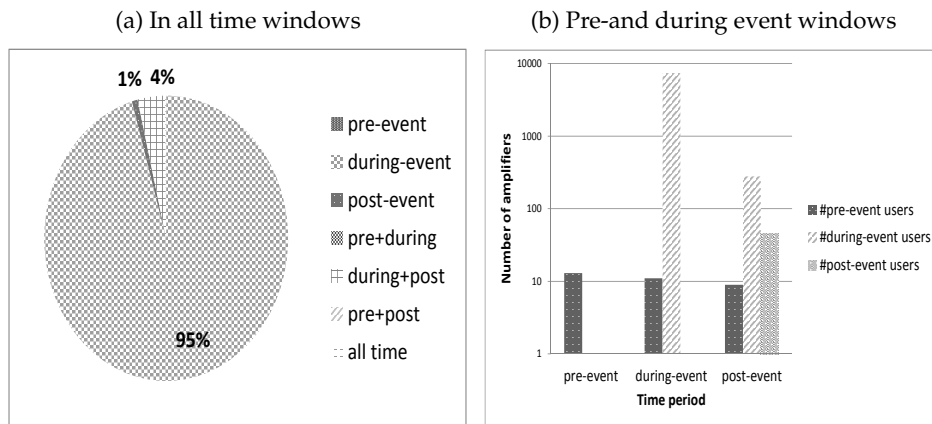 (a) In all time windows
(b) Pre-and during event windows
1% 4%
95%
pre-event
during-event
post-event
pre+during
during+post
pre+post
all time
Number of amplifiers
10000
1000
100
10
1
pre-event during-event post-event
Time period
#pre-event users
#during-event users
#post-event users